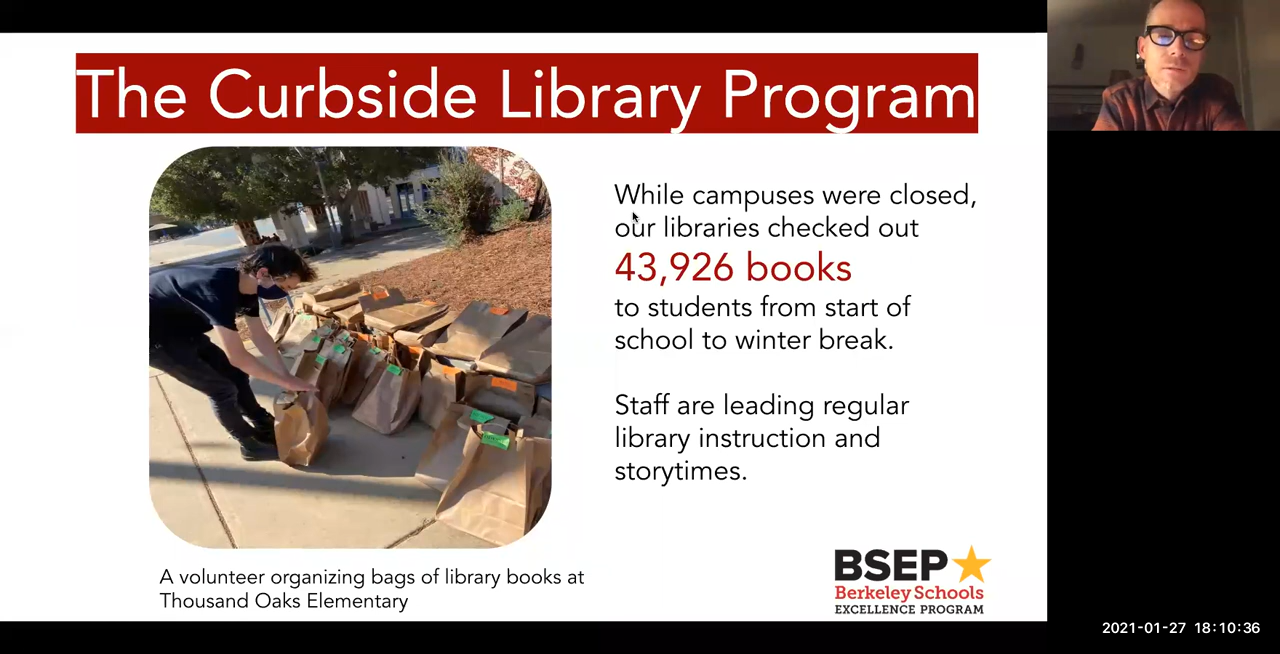 The Curbside Library Program
While campuses were closed,
our libraries checked out
43,926 books
to students from start of
school to winter break.
Staff are leading regular
library instruction and
storytimes.
A volunteer organizing bags of library books at
Thousand Oaks Elementary
BSEP
Berkeley Schools
EXCELLENCE PROGRAM
2021-01-27 18:10:36